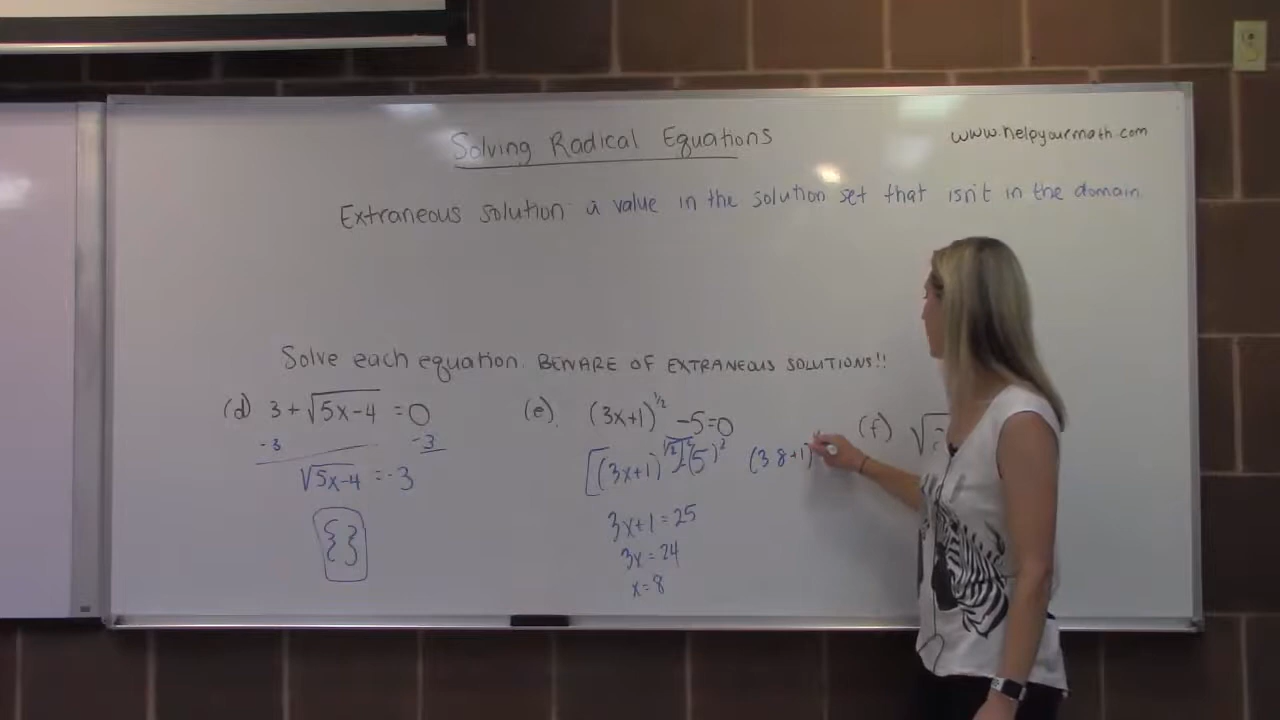 Solving Radical Equations
www.helpyourmath.com
Extraneous solution: a value in the solution set that isn't in the domain
Solve each equation. BEWARE OF EXTRANEOUS SOLUTIONS!!
(d) 3 + √5x-4 = 0
-3 -3
√5x-4 = -3
{ }
(e). (3x+1)^1/2 - 5 = 0
[(3x+1)^1/2]^2 = (5)^2
3x+1 = 25
3x = 24
x = 8
(3·8+1)
(f) √